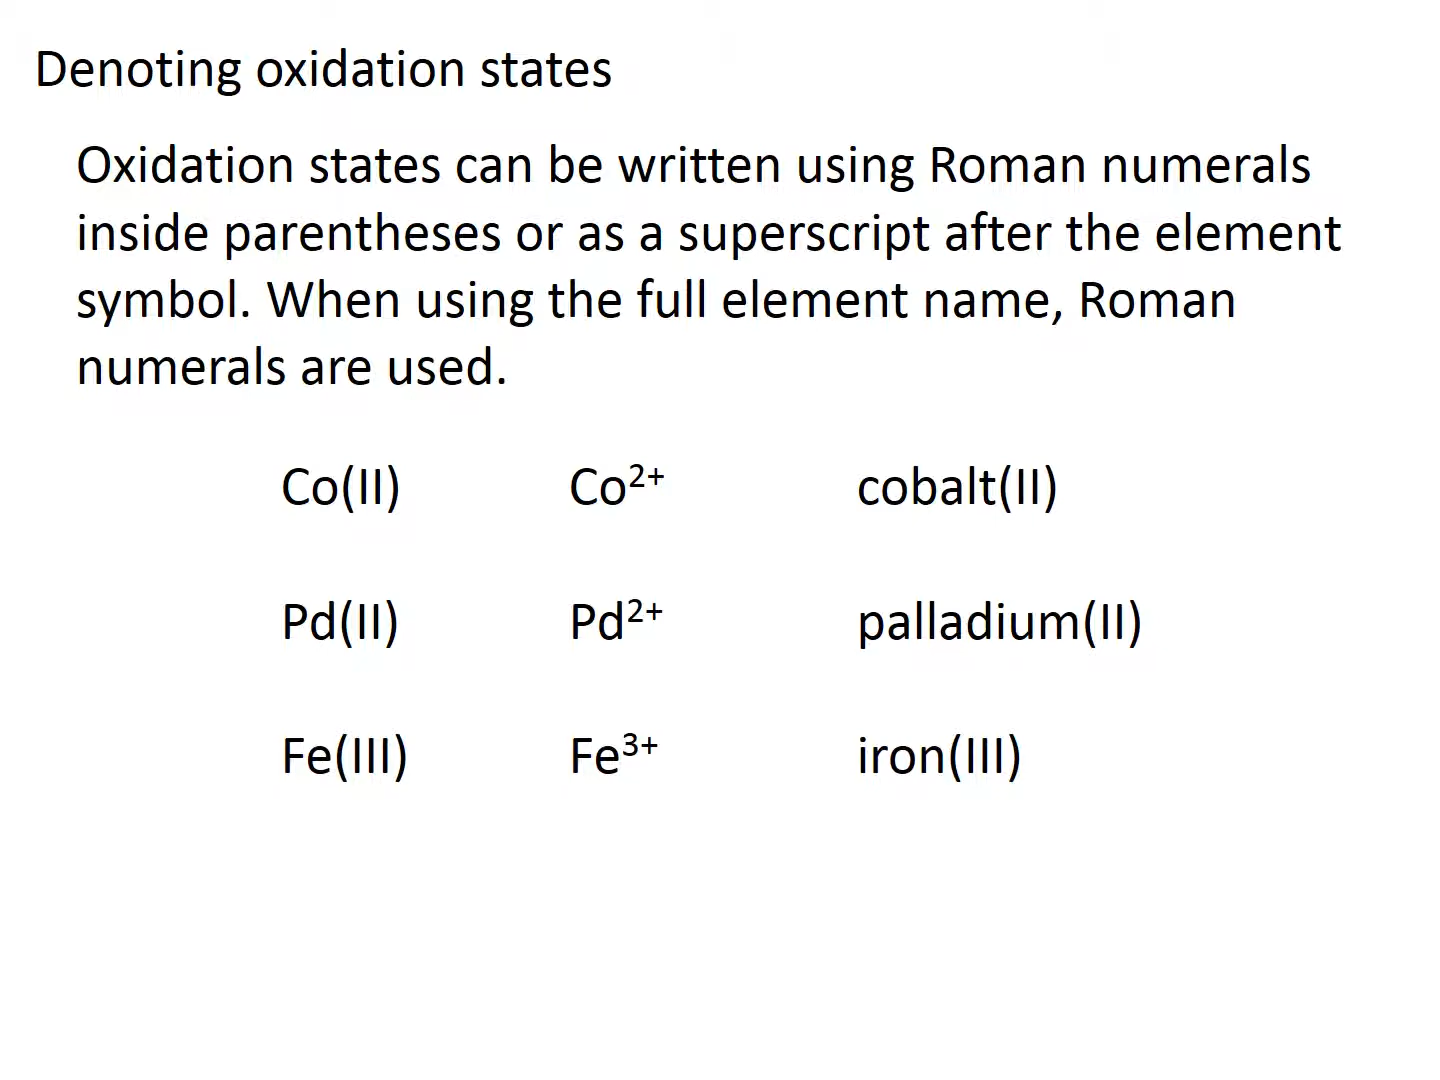 Denoting oxidation states
Oxidation states can be written using Roman numerals
inside parentheses or as a superscript after the element
symbol. When using the full element name, Roman
numerals are used.
Co(II) Co²⁺ cobalt(II)
Pd(II) Pd²⁺ palladium(II)
Fe(III) Fe³⁺ iron(III)